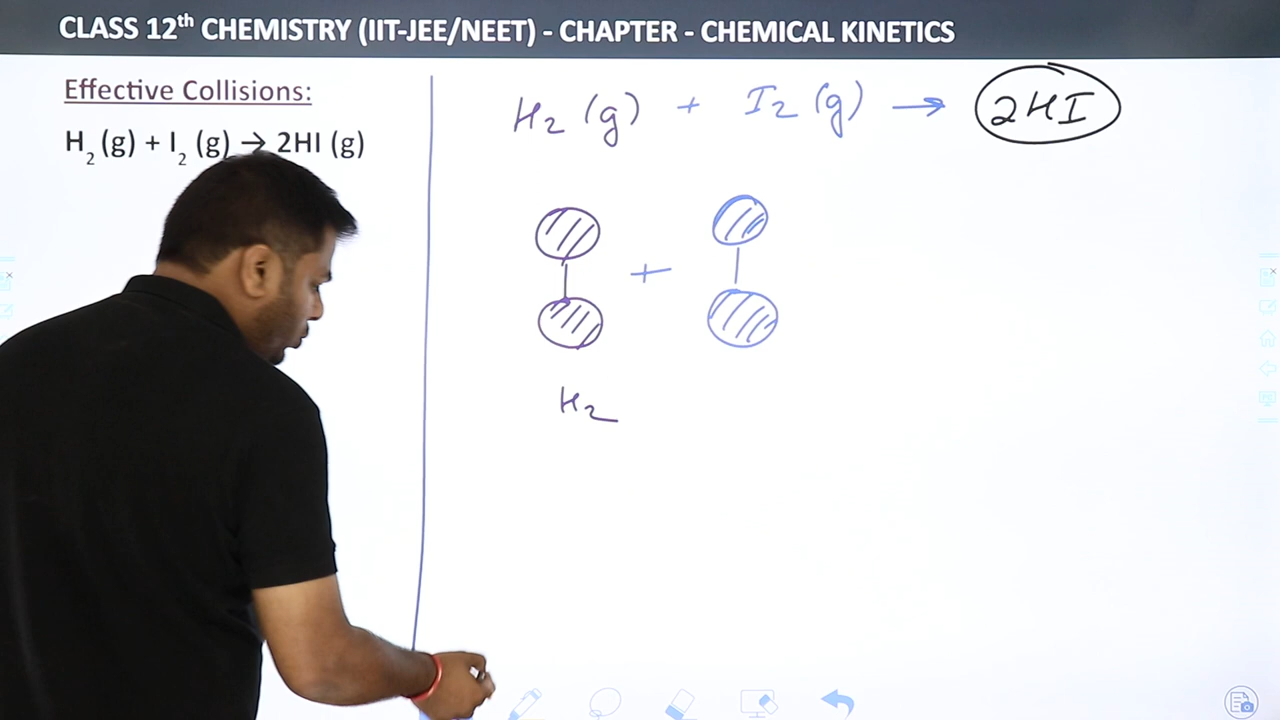 CLASS 12th CHEMISTRY (IIT-JEE/NEET) - CHAPTER - CHEMICAL KINETICS
Effective Collisions:
H2 (g) + I2 (g) → 2HI (g)
H2 (g) + I2 (g) → 2HI
+
H2